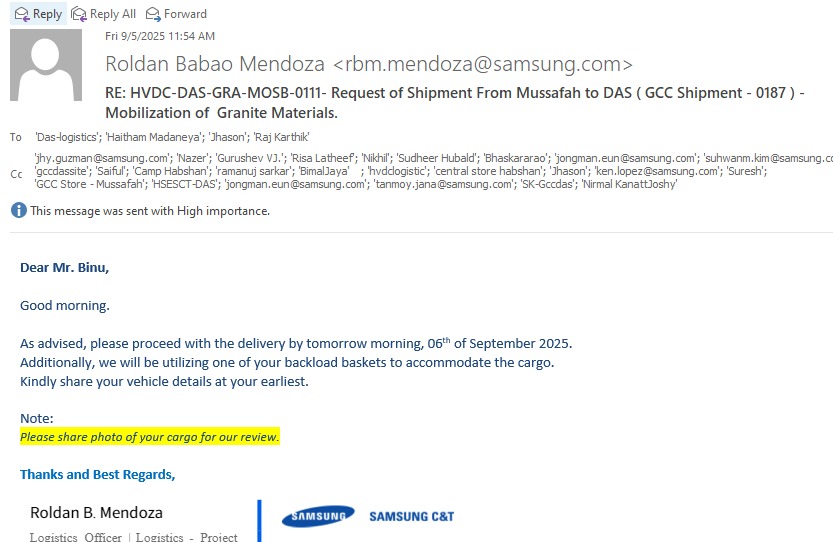 Reply Reply All Forward
Fri 9/5/2025 11:54 AM
Roldan Babao Mendoza <rbm.mendoza@samsung.com>
RE: HVDC-DAS-GRA-MOSB-0111- Request of Shipment From Mussafah to DAS ( GCC Shipment - 0187 ) -
Mobilization of Granite Materials.
To 'Das-logistics'; 'Haitham Madaneya'; 'Jhason'; 'Raj Karthik'
'jhy.guzman@samsung.com'; 'Nazer'; 'Gurushev VJ.'; 'Risa Latheef'; 'Nikhil'; 'Sudheer Hubald'; 'Bhaskararao'; 'jongman.eun@samsung.com'; 'suhwanm.kim@samsung.co
Cc 'gccdassite'; 'Saiful'; 'Camp Habshan'; 'ramanuj sarkar'; 'BimalJaya' ; 'hvdclogistic'; 'central store habshan'; 'Jhason'; 'ken.lopez@samsung.com'; 'Suresh';
'GCC Store - Mussafah'; 'HSESCT-DAS'; 'jongman.eun@samsung.com'; 'tanmoy.jana@samsung.com'; 'SK-Gccdas'; 'Nirmal KanattJoshy'
This message was sent with High importance.
Dear Mr. Binu,
Good morning.
As advised, please proceed with the delivery by tomorrow morning, 06th of September 2025.
Additionally, we will be utilizing one of your backload baskets to accommodate the cargo.
Kindly share your vehicle details at your earliest.
Note:
Please share photo of your cargo for our review.
Thanks and Best Regards,
Roldan B. Mendoza
SAMSUNG SAMSUNG C&T
Logistics Officer | Logistics - Project